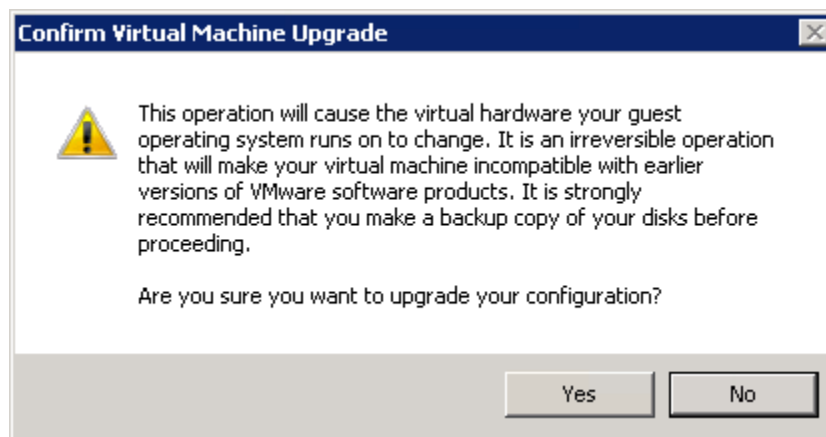 Confirm Virtual Machine Upgrade
This operation will cause the virtual hardware your guest
operating system runs on to change. It is an irreversible operation
that will make your virtual machine incompatible with earlier
versions of VMware software products. It is strongly
recommended that you make a backup copy of your disks before
proceeding.
Are you sure you want to upgrade your configuration?
Yes No